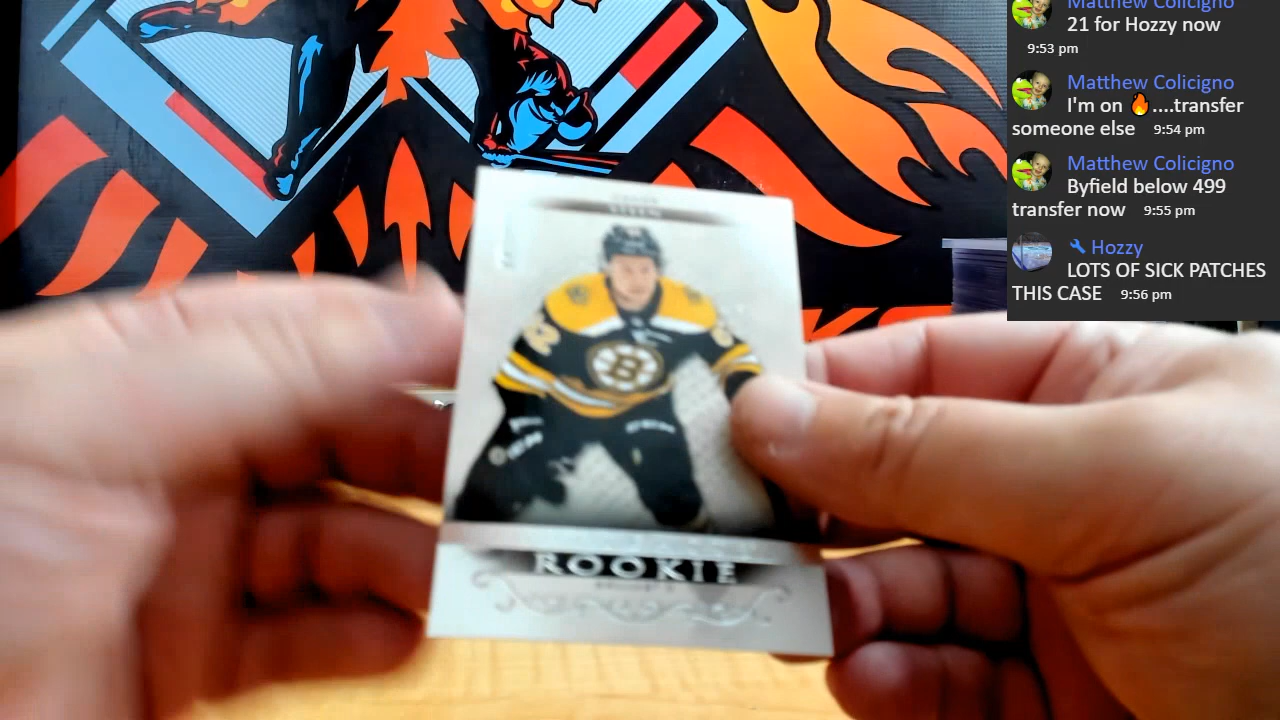 Matthew Colicigno
21 for Hozzy now
9:53 pm
Matthew Colicigno
I'm on 🔥....transfer
someone else 9:54 pm
Matthew Colicigno
Byfield below 499
transfer now 9:55 pm
Hozzy
LOTS OF SICK PATCHES
THIS CASE 9:56 pm
B
ROOKIE